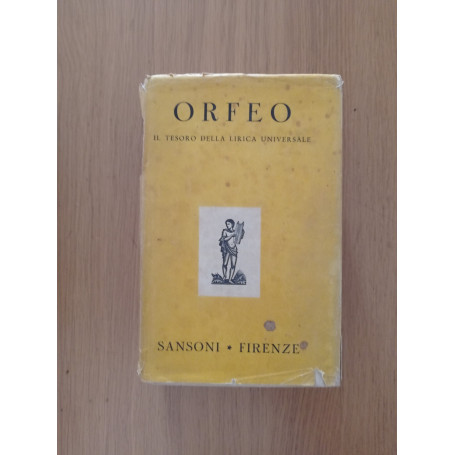 ORFEO
IL TESORO DELLA LIRICA UNIVERSALE
SANSONI • FIRENZE